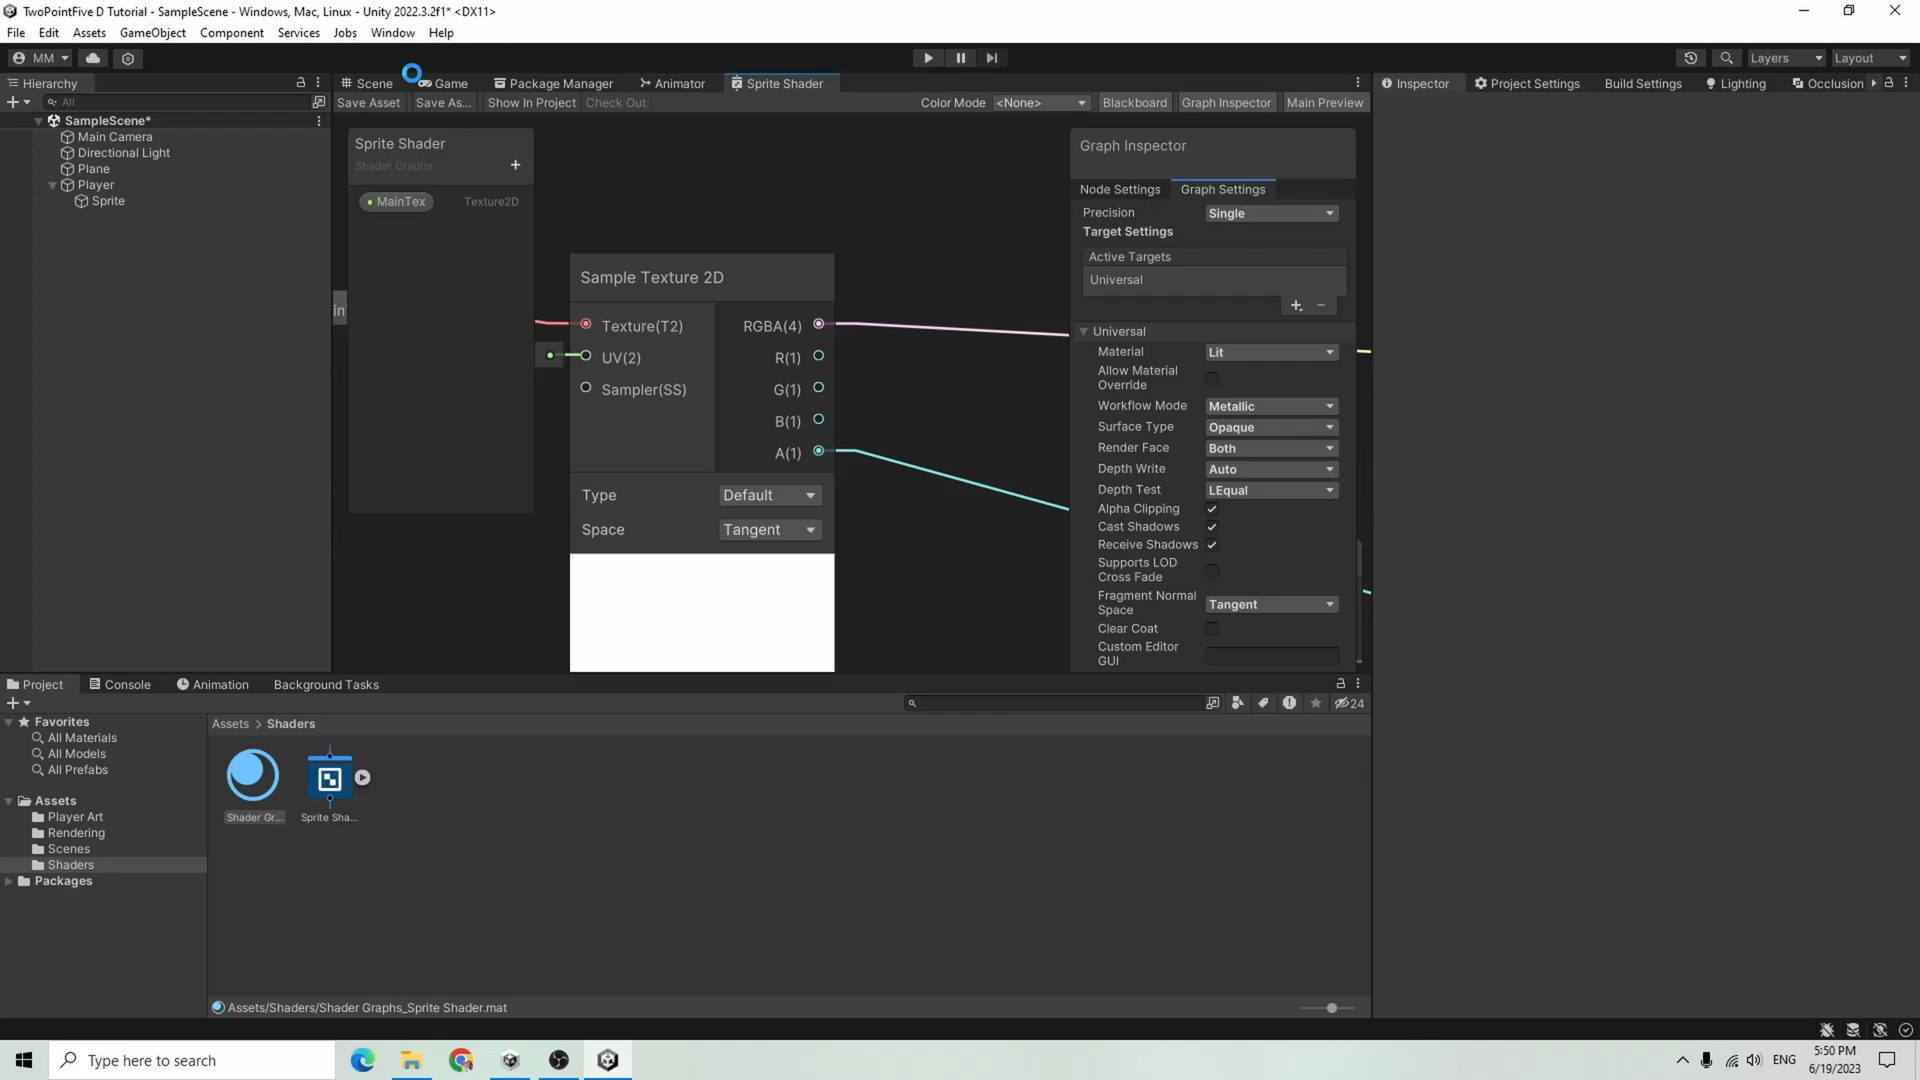 TwoPointFive D Tutorial - SampleScene - Windows, Mac, Linux - Unity 2022.3.2f1* <DX11>
File Edit Assets GameObject Component Services Jobs Window Help
MM Layers Layout
Hierarchy Scene Game Package Manager Animator Sprite Shader Inspector Project Settings Build Settings Lighting Occlusion
All Save Asset Save As... Show In Project Check Out Color Mode <None> Blackboard Graph Inspector Main Preview
SampleScene*
Main Camera
Directional Light
Plane
Player
Sprite
Sprite Shader
Shader Graphs
MainTex Texture2D
Sample Texture 2D
Texture(T2) RGBA(4)
UV(2) R(1)
Sampler(SS) G(1)
B(1)
A(1)
Type Default
Space Tangent
Graph Inspector
Node Settings Graph Settings
Precision Single
Target Settings
Active Targets
Universal
Universal
Material Lit
Allow Material
Override
Workflow Mode Metallic
Surface Type Opaque
Render Face Both
Depth Write Auto
Depth Test LEqual
Alpha Clipping
Cast Shadows
Receive Shadows
Supports LOD
Cross Fade
Fragment Normal
Space Tangent
Clear Coat
Custom Editor
GUI
Project Console Animation Background Tasks
24
Favorites
All Materials
All Models
All Prefabs
Assets
Player Art
Rendering
Scenes
Shaders
Packages
Assets > Shaders
Shader Gr... Sprite Sha...
Assets/Shaders/Shader Graphs_Sprite Shader.mat
Type here to search
ENG
5:50 PM
6/19/2023